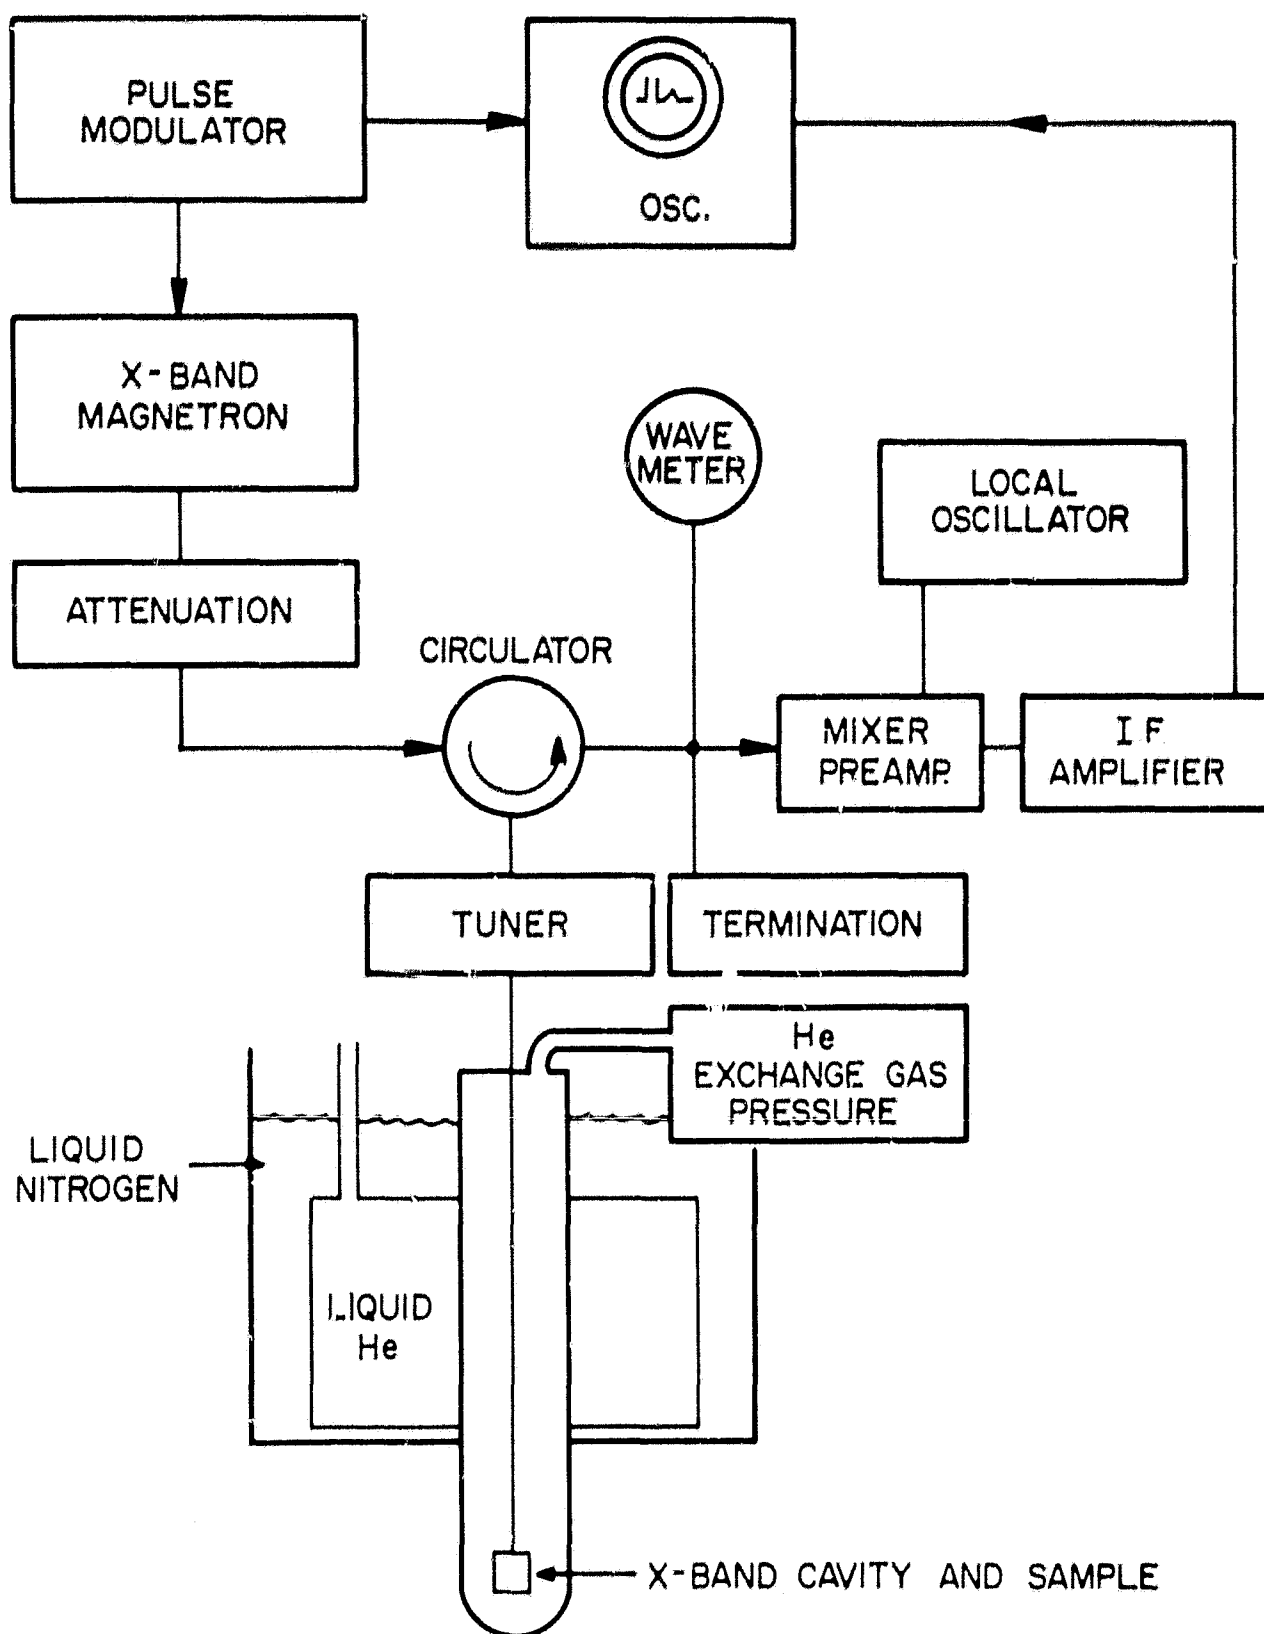 PULSE
MODULATOR
OSC.
X-BAND
MAGNETRON
WAVE
METER
LOCAL
OSCILLATOR
ATTENUATION
CIRCULATOR
MIXER
PREAMP.
I F
AMPLIFIER
TUNER
TERMINATION
He
EXCHANGE GAS
PRESSURE
LIQUID
NITROGEN
LIQUID
He
X-BAND CAVITY AND SAMPLE